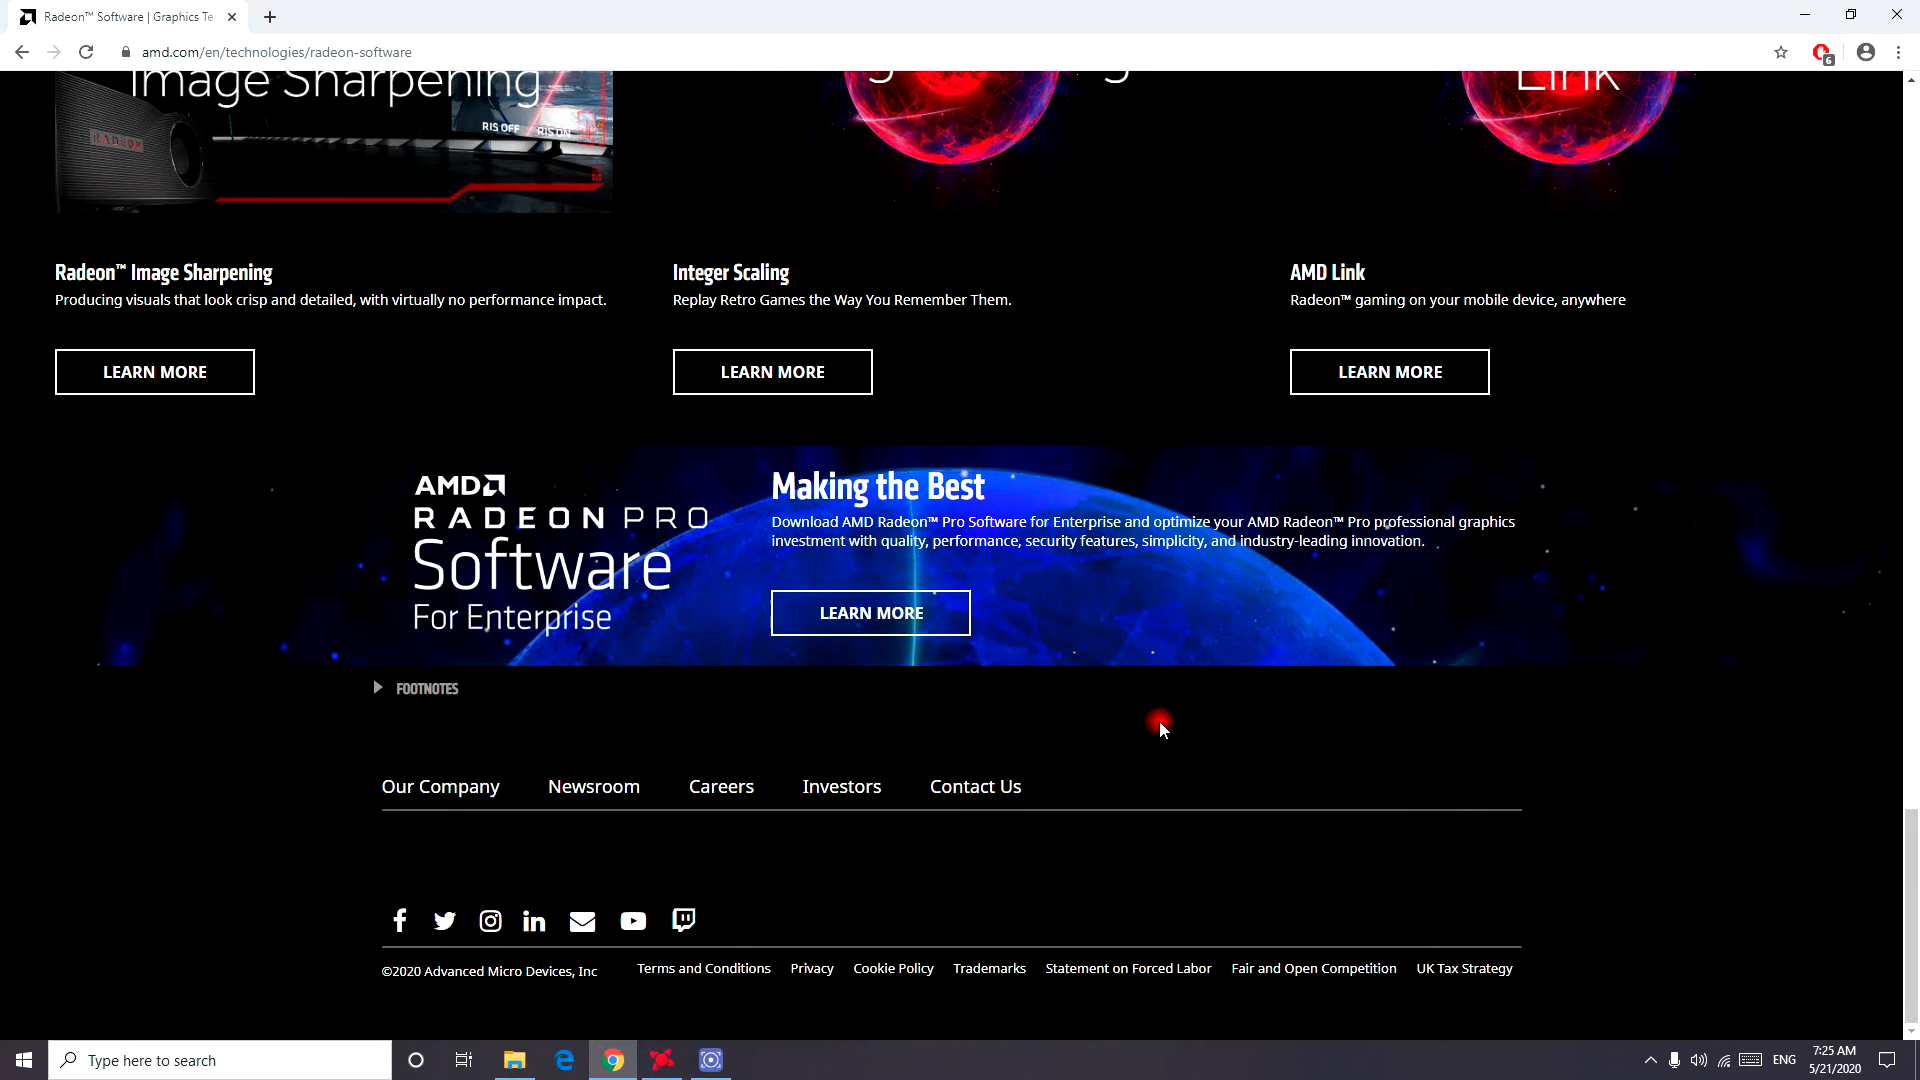 Radeon™ Software | Graphics Te
amd.com/en/technologies/radeon-software
6
Image Sharpening
Link
RADEON
RIS OFF
RIS ON
Radeon™ Image Sharpening
Producing visuals that look crisp and detailed, with virtually no performance impact.
LEARN MORE
Integer Scaling
Replay Retro Games the Way You Remember Them.
LEARN MORE
AMD Link
Radeon™ gaming on your mobile device, anywhere
LEARN MORE
AMD
RADEON PRO
Software
For Enterprise
Making the Best
Download AMD Radeon™ Pro Software for Enterprise and optimize your AMD Radeon™ Pro professional graphics
investment with quality, performance, security features, simplicity, and industry-leading innovation.
LEARN MORE
FOOTNOTES
Our Company Newsroom Careers Investors Contact Us
©2020 Advanced Micro Devices, Inc Terms and Conditions Privacy Cookie Policy Trademarks Statement on Forced Labor Fair and Open Competition UK Tax Strategy
Type here to search
ENG
7:25 AM
5/21/2020